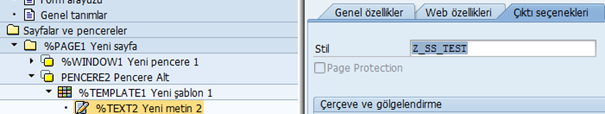 Form arayüzü
Genel tanımlar
Sayfalar ve pencereler
%PAGE1 Yeni sayfa
%WINDOW1 Yeni pencere 1
PENCERE2 Pencere Alt
%TEMPLATE1 Yeni şablon 1
%TEXT2 Yeni metin 2
Genel özellikler
Web özellikleri
Çıktı seçenekleri
Stil
Z_SS_TEST
Page Protection
Çerçeve ve gölgelendirme